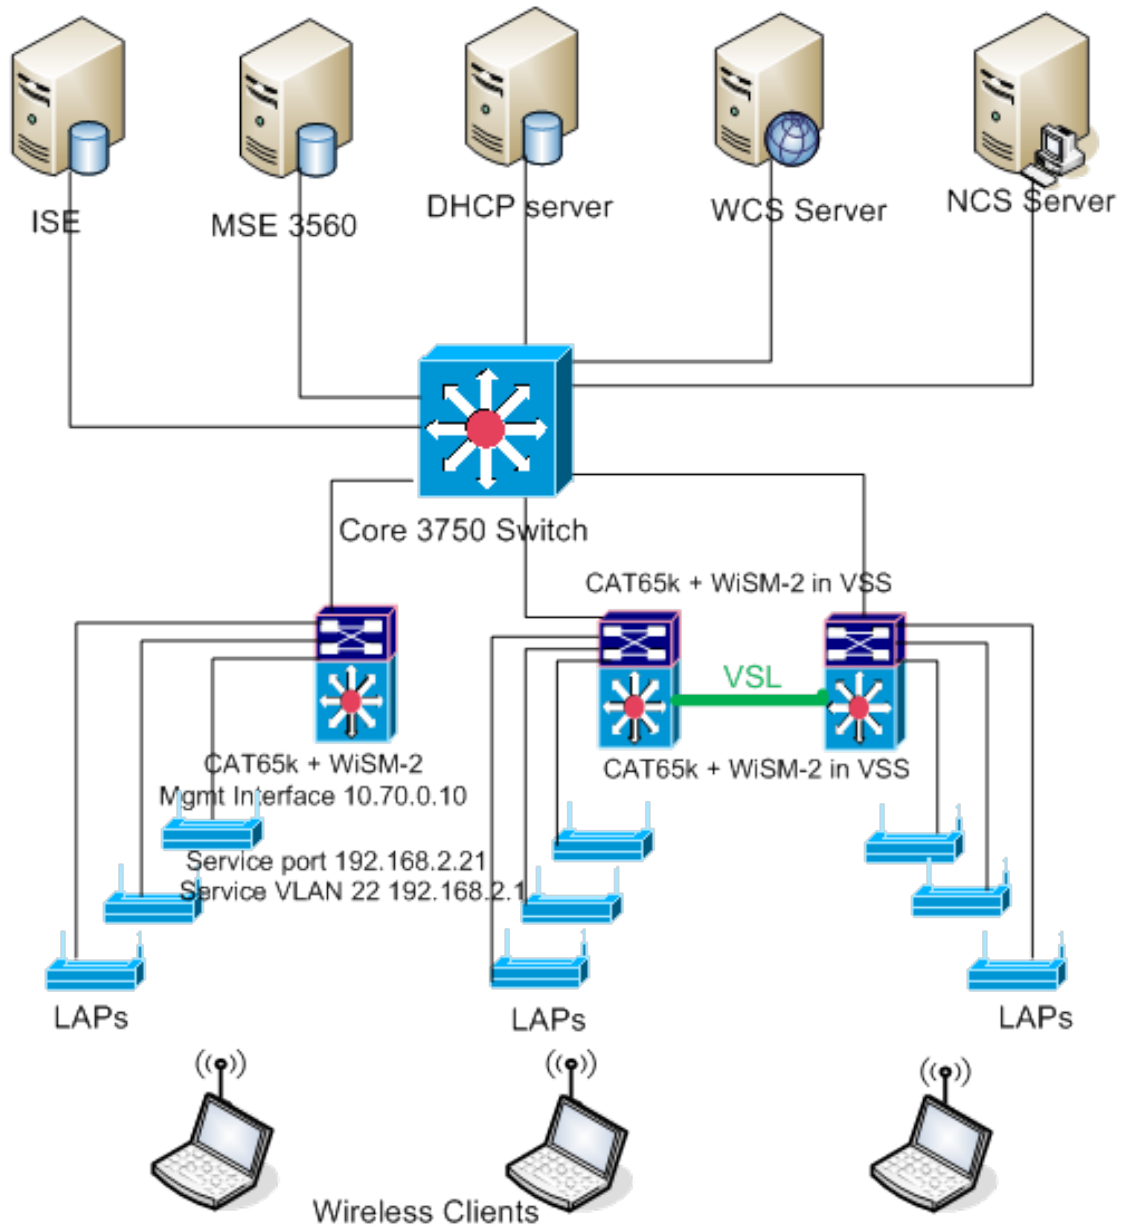 ISE
MSE 3560
DHCP server
WCS Server
NCS Server
Core 3750 Switch
CAT65k + WiSM-2 in VSS
VSL
CAT65k + WiSM-2
Mgmt Interface 10.70.0.10
CAT65k + WiSM-2 in VSS
Service port 192.168.2.21
Service VLAN 22 192.168.2.1
LAPs
LAPs
LAPs
Wireless Clients